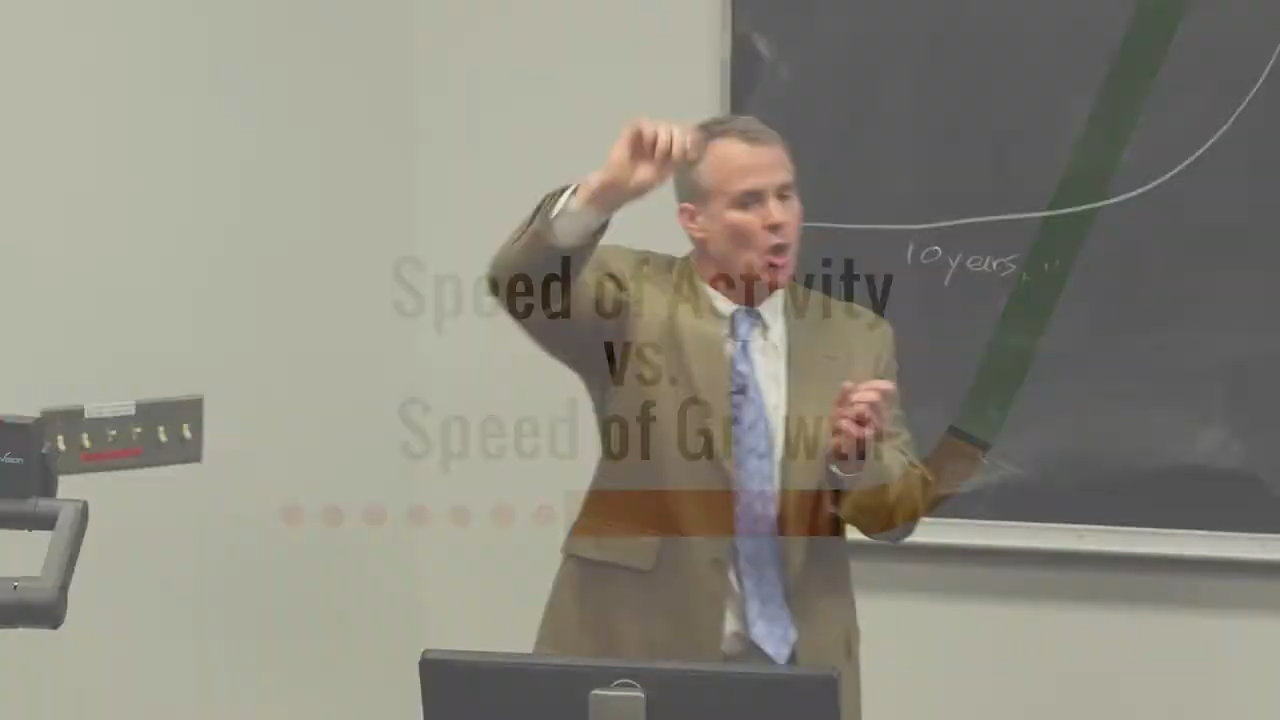 10 years,
Speed of Activity
vs.
Speed of Growth